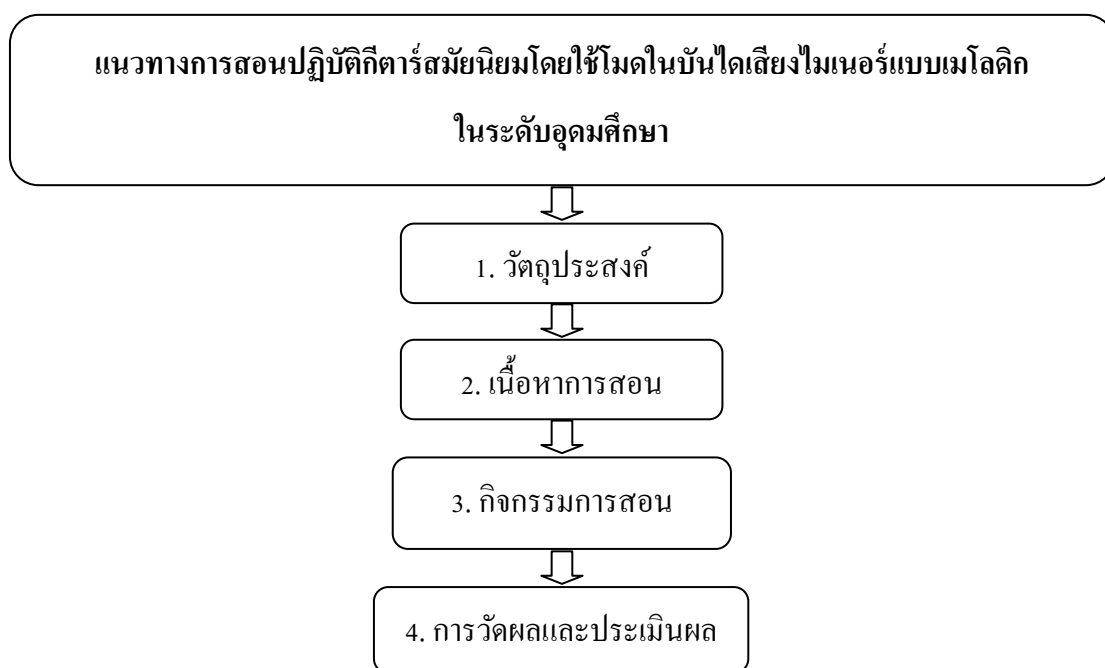 แนวทางการสอนปฏิบัติกีตาร์สมัยนิยมโดยใช้โมดในบันไดเสียงไมเนอร์แบบเมโลดิก
ในระดับอุดมศึกษา
1. วัตถุประสงค์
2. เนื้อหาการสอน
3. กิจกรรมการสอน
4. การวัดผลและประเมินผล